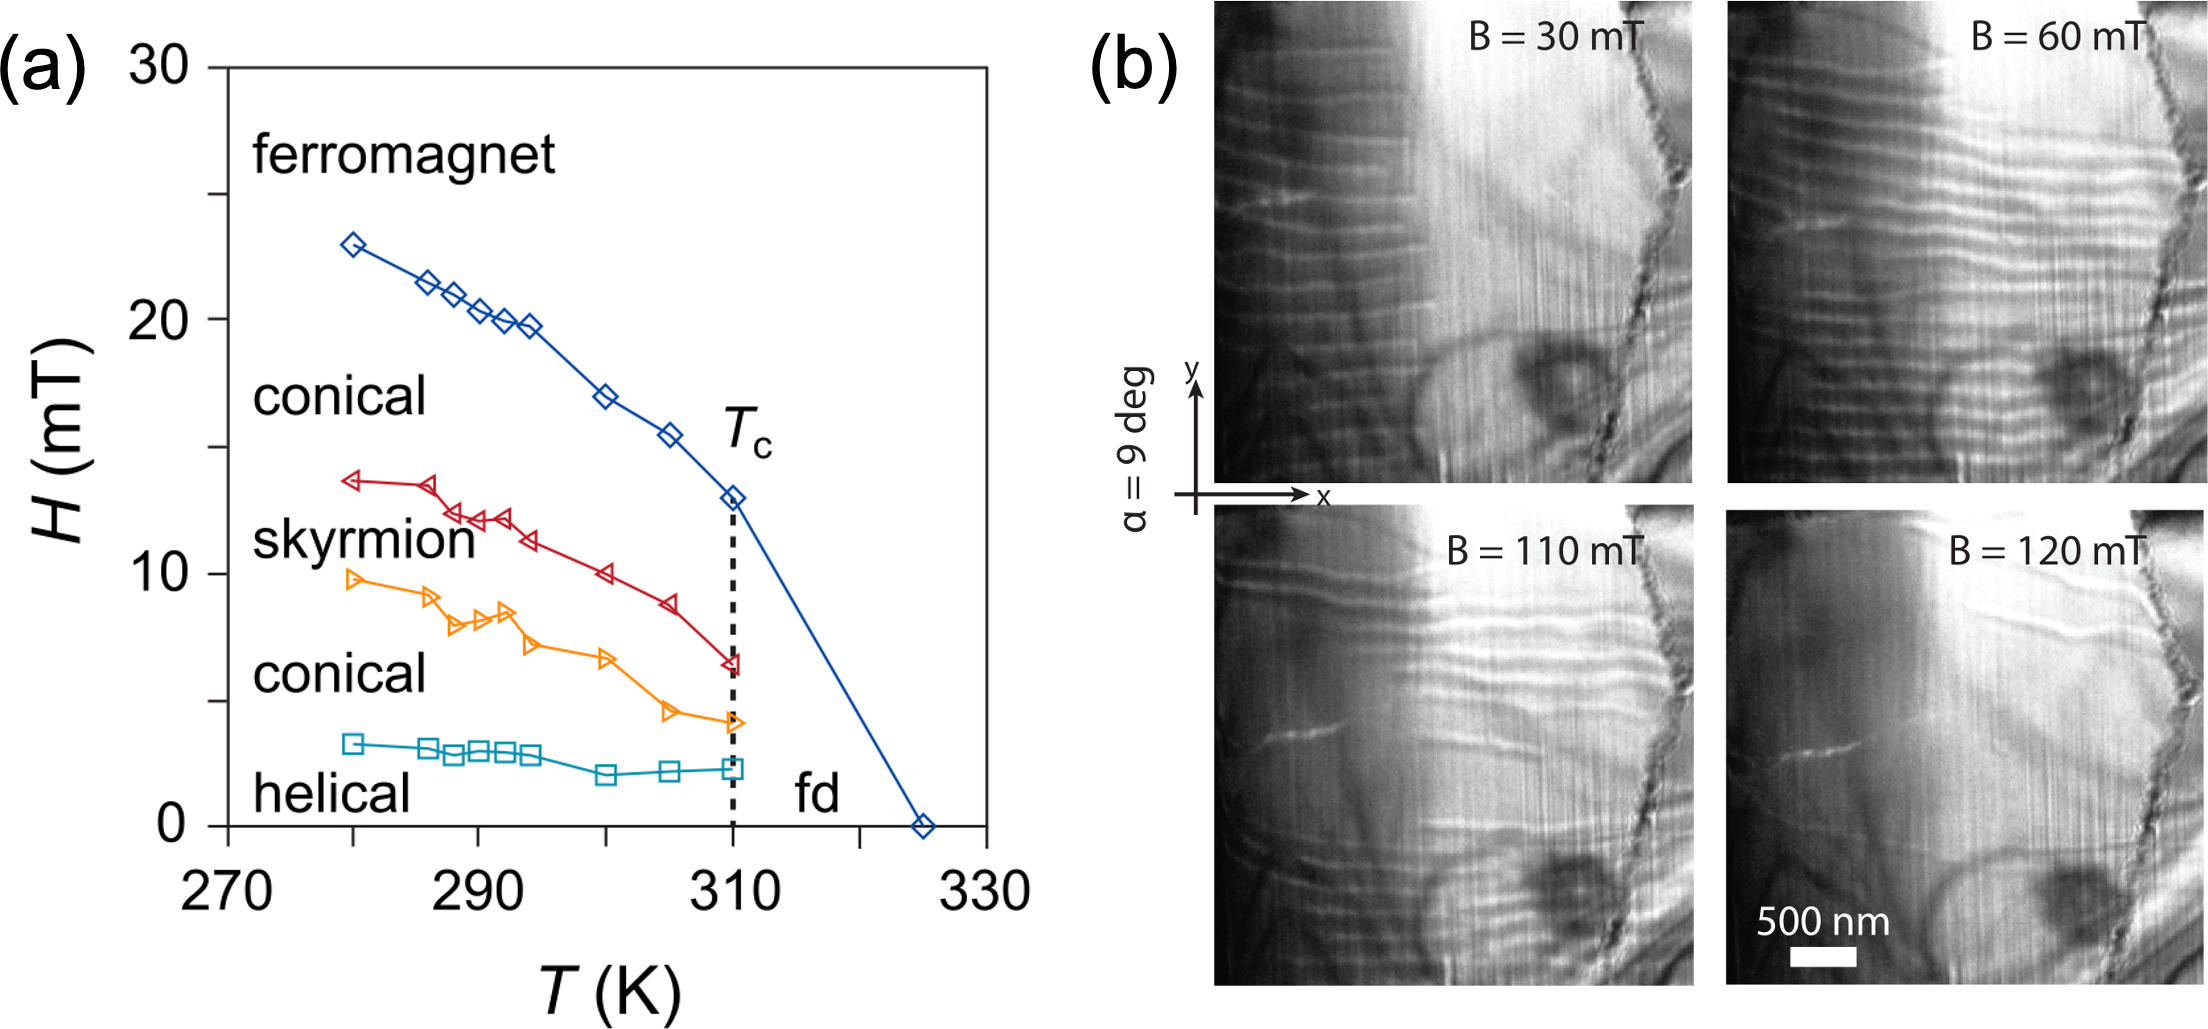 (a)
30
20
10
0
H (mT)
ferromagnet
conical
skyrmion
conical
helical
Tc
fd
270 290 310 330
T (K)
(b)
B = 30 mT
B = 60 mT
α = 9 deg
y
x
B = 110 mT
B = 120 mT
500 nm